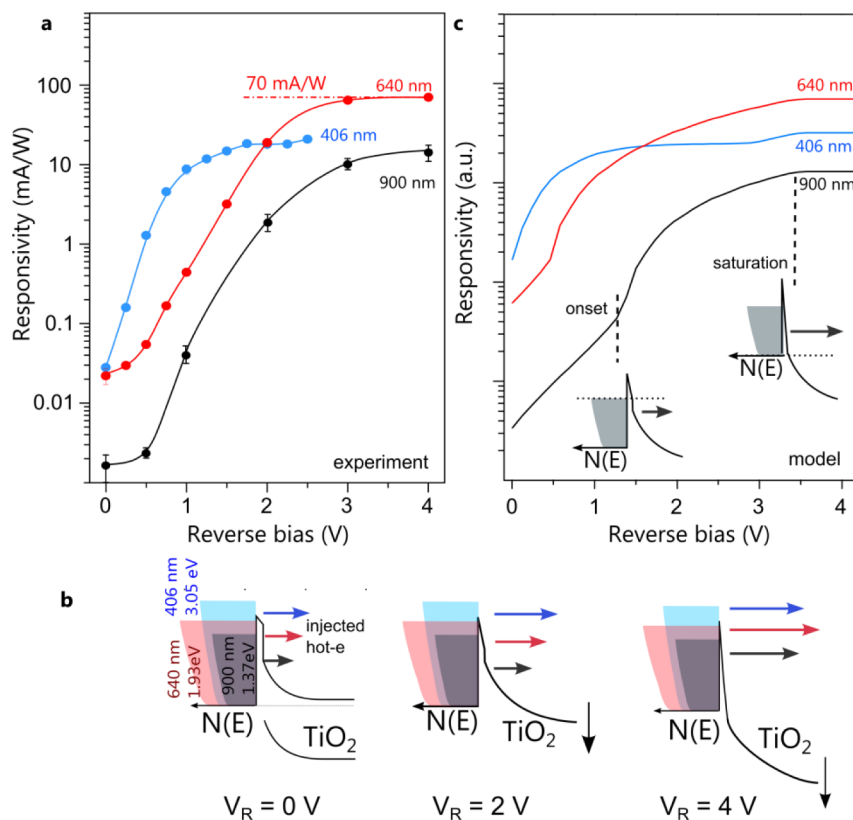 a
Responsivity (mA/W)
100
10
1
0.1
0.01
70 mA/W
640 nm
406 nm
900 nm
experiment
0 1 2 3 4
Reverse bias (V)
c
Responsivity (a.u.)
640 nm
406 nm
900 nm
saturation
onset
N(E)
N(E)
model
0 1 2 3 4
Reverse bias (V)
b
406 nm
3.05 eV
640 nm
1.93eV
900 nm
1.37eV
injected
hot-e
N(E)
TiO₂
V_R = 0 V
N(E)
TiO₂
V_R = 2 V
N(E)
TiO₂
V_R = 4 V